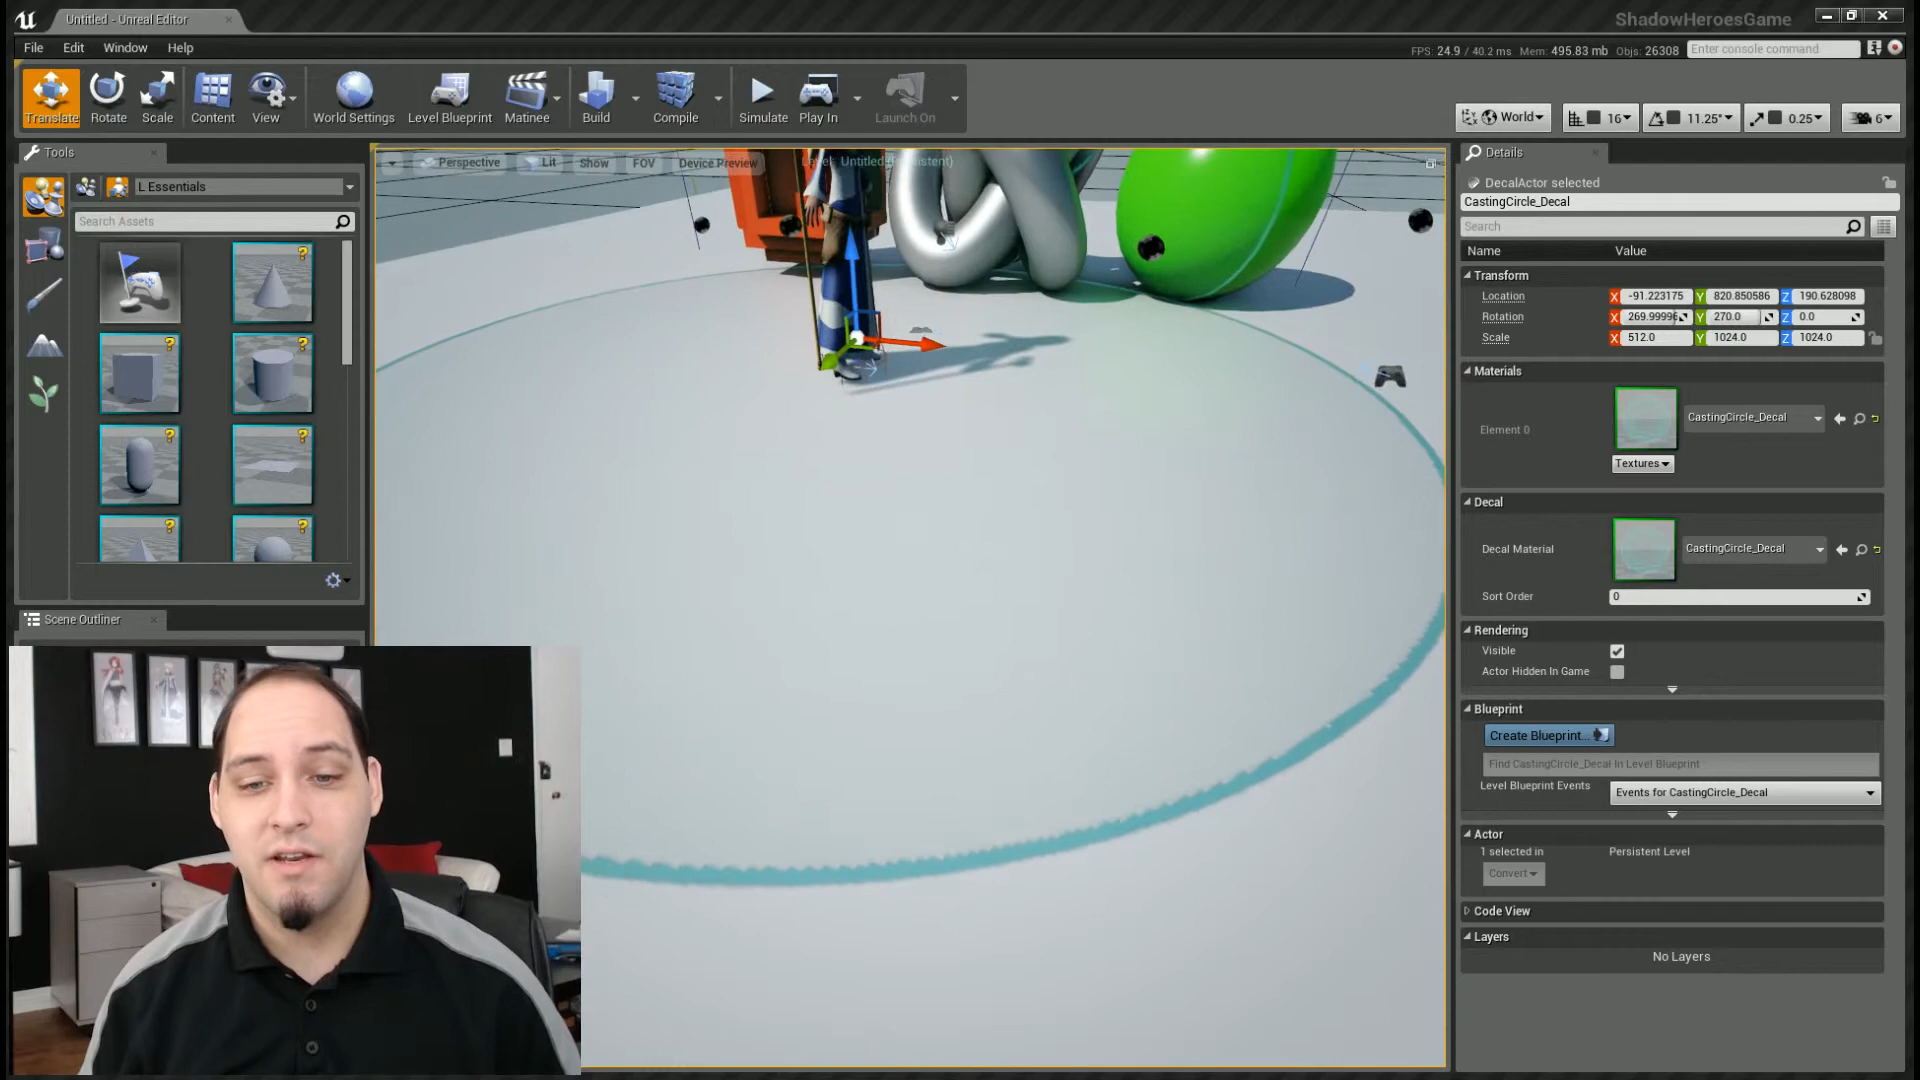 Untitled - Unreal Editor
ShadowHeroesGame
File Edit Window Help
FPS: 24.9 / 40.2 ms Mem: 495.83 mb Objs: 26308 Enter console command
Translate Rotate Scale Content View World Settings Level Blueprint Matinee Build Compile Simulate Play In Launch On
World 16 11.25° 0.25 6
Tools
L Essentials
Search Assets
Scene Outliner
Perspective Lit Show FOV Device Preview
Level: Untitled (Persistent)
Details
DecalActor selected
CastingCircle_Decal
Search
Name Value
Transform
Location X -91.223175 Y 820.850586 Z 190.628098
Rotation X 269.99996 Y 270.0 Z 0.0
Scale X 512.0 Y 1024.0 Z 1024.0
Materials
Element 0 CastingCircle_Decal
Textures
Decal
Decal Material CastingCircle_Decal
Sort Order 0
Rendering
Visible
Actor Hidden In Game
Blueprint
Create Blueprint...
Find CastingCircle_Decal In Level Blueprint
Level Blueprint Events Events for CastingCircle_Decal
Actor
1 selected in Persistent Level
Convert
Code View
Layers
No Layers